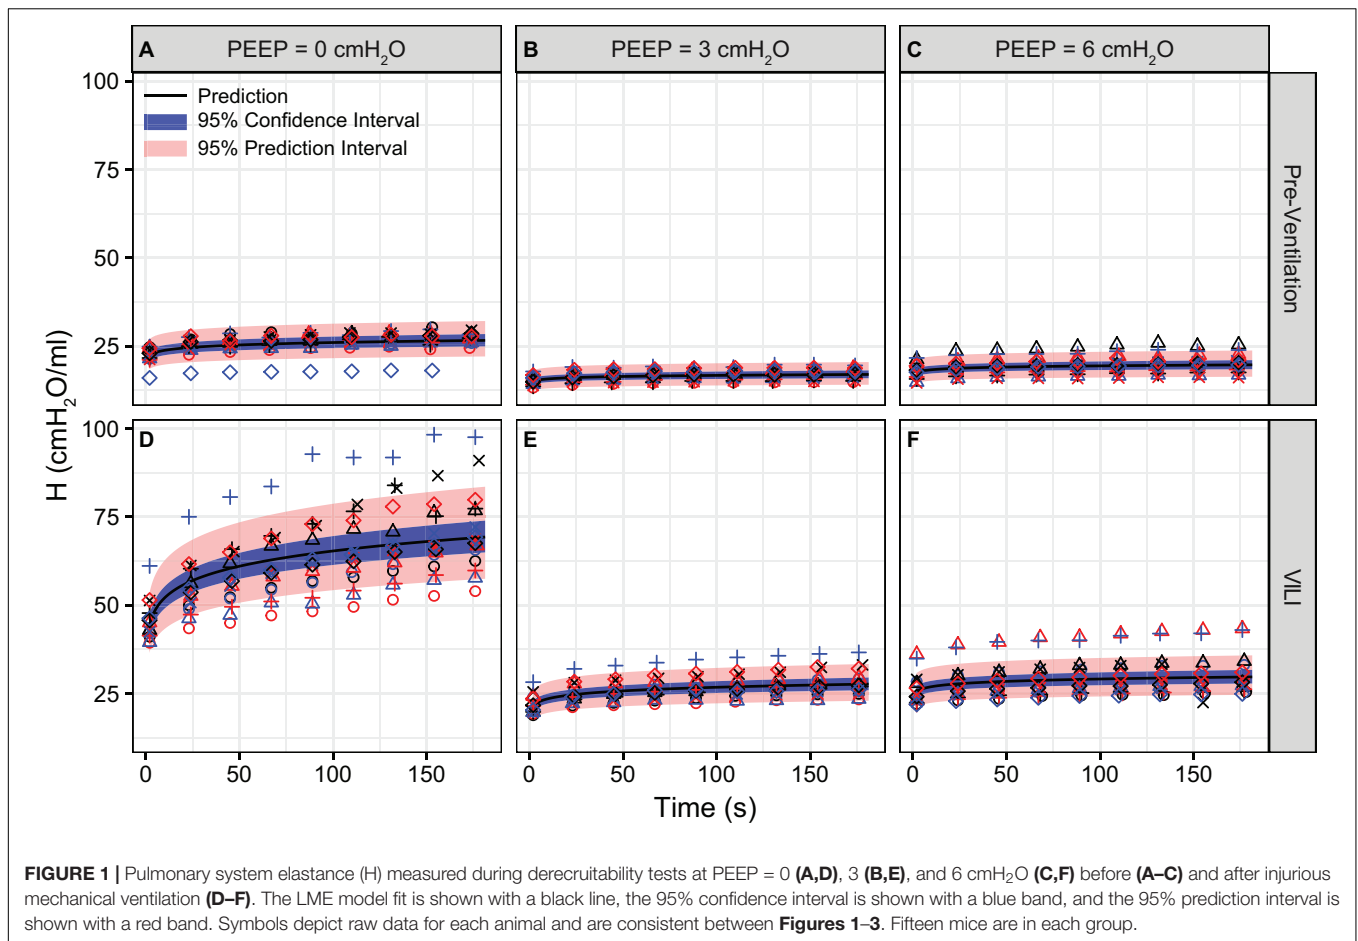 A PEEP = 0 cmH2O
B PEEP = 3 cmH2O
C PEEP = 6 cmH2O
Prediction
95% Confidence Interval
95% Prediction Interval
100
75
50
25
Pre-Ventilation
H (cmH2O/ml)
D
E
F
100
75
50
25
VILI
0 50 100 150
0 50 100 150
0 50 100 150
Time (s)
FIGURE 1 | Pulmonary system elastance (H) measured during derecruitability tests at PEEP = 0 (A,D), 3 (B,E), and 6 cmH2O (C,F) before (A–C) and after injurious
mechanical ventilation (D–F). The LME model fit is shown with a black line, the 95% confidence interval is shown with a blue band, and the 95% prediction interval is
shown with a red band. Symbols depict raw data for each animal and are consistent between Figures 1–3. Fifteen mice are in each group.